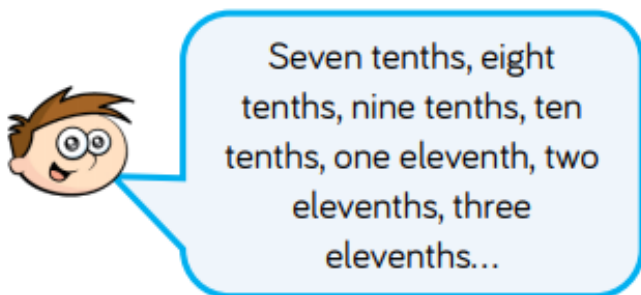 Seven tenths, eight
tenths, nine tenths, ten
tenths, one eleventh, two
elevenths, three
elevenths...